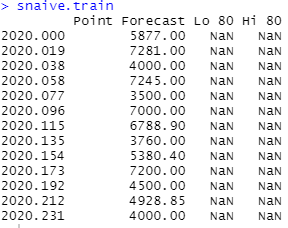 > snaive.train
Point Forecast Lo 80 Hi 80
2020.000 5877.00 NaN NaN
2020.019 7281.00 NaN NaN
2020.038 4000.00 NaN NaN
2020.058 7245.00 NaN NaN
2020.077 3500.00 NaN NaN
2020.096 7000.00 NaN NaN
2020.115 6788.90 NaN NaN
2020.135 3760.00 NaN NaN
2020.154 5380.40 NaN NaN
2020.173 7200.00 NaN NaN
2020.192 4500.00 NaN NaN
2020.212 4928.85 NaN NaN
2020.231 4000.00 NaN NaN